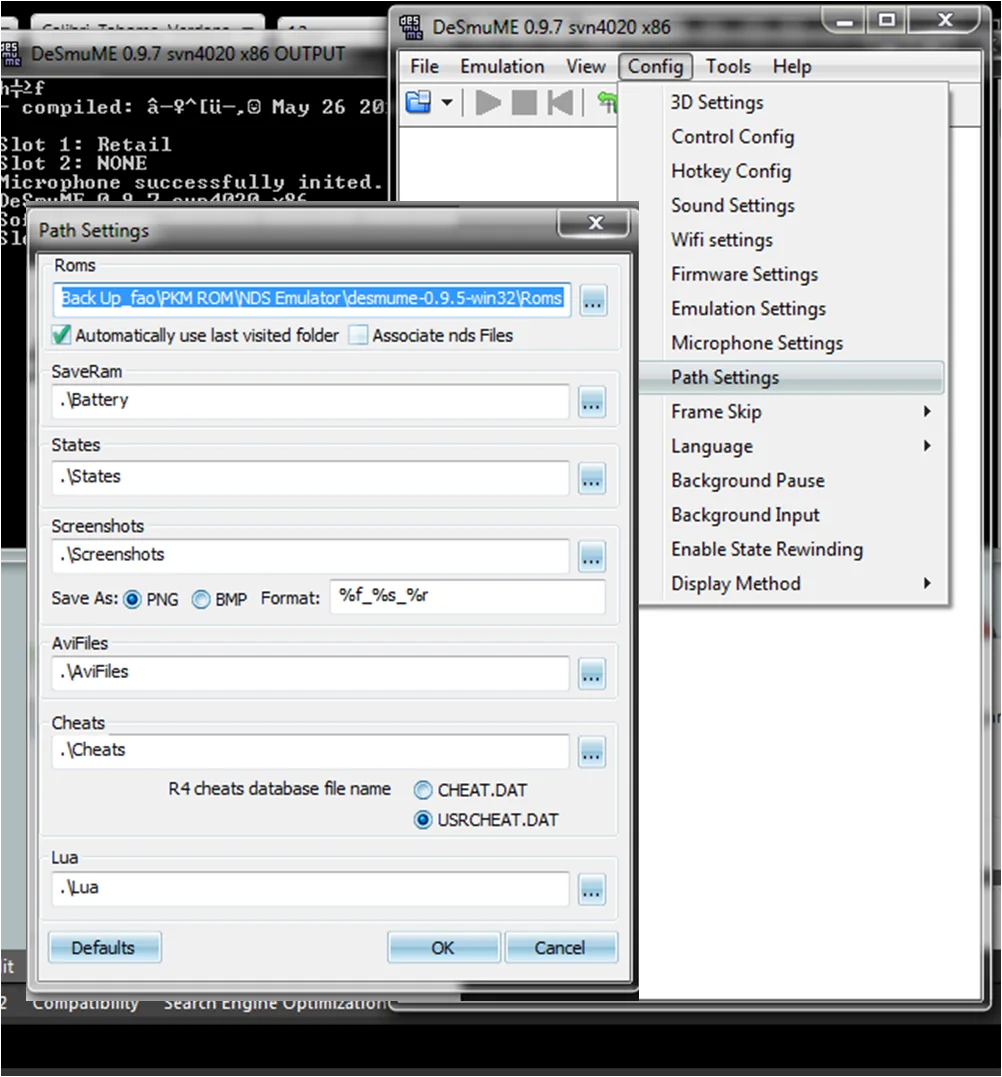 DeSmuME 0.9.7 svn4020 x86
DeSmuME 0.9.7 svn4020 x86 OUTPUT
File Emulation View Config Tools Help
- compiled: â-♀^[ü-,☺ May 26 20
Slot 1: Retail
Slot 2: NONE
Microphone successfully inited.
DeSmuME 0.9.7 svn4020 x86
3D Settings
Control Config
Hotkey Config
Sound Settings
Wifi settings
Firmware Settings
Emulation Settings
Microphone Settings
Path Settings
Frame Skip
Language
Background Pause
Background Input
Enable State Rewinding
Display Method
Path Settings
Roms
Back Up_fao\PKM ROM\NDS Emulator\desmume-0.9.5-win32\Roms
...
Automatically use last visited folder Associate nds Files
SaveRam
.\Battery
...
States
.\States
...
Screenshots
.\Screenshots
...
Save As: PNG BMP Format: %f_%s_%r
AviFiles
.\AviFiles
...
Cheats
.\Cheats
...
R4 cheats database file name CHEAT.DAT
USRCHEAT.DAT
Lua
.\Lua
...
Defaults OK Cancel
it
2 Compatibility Search Engine Optimization